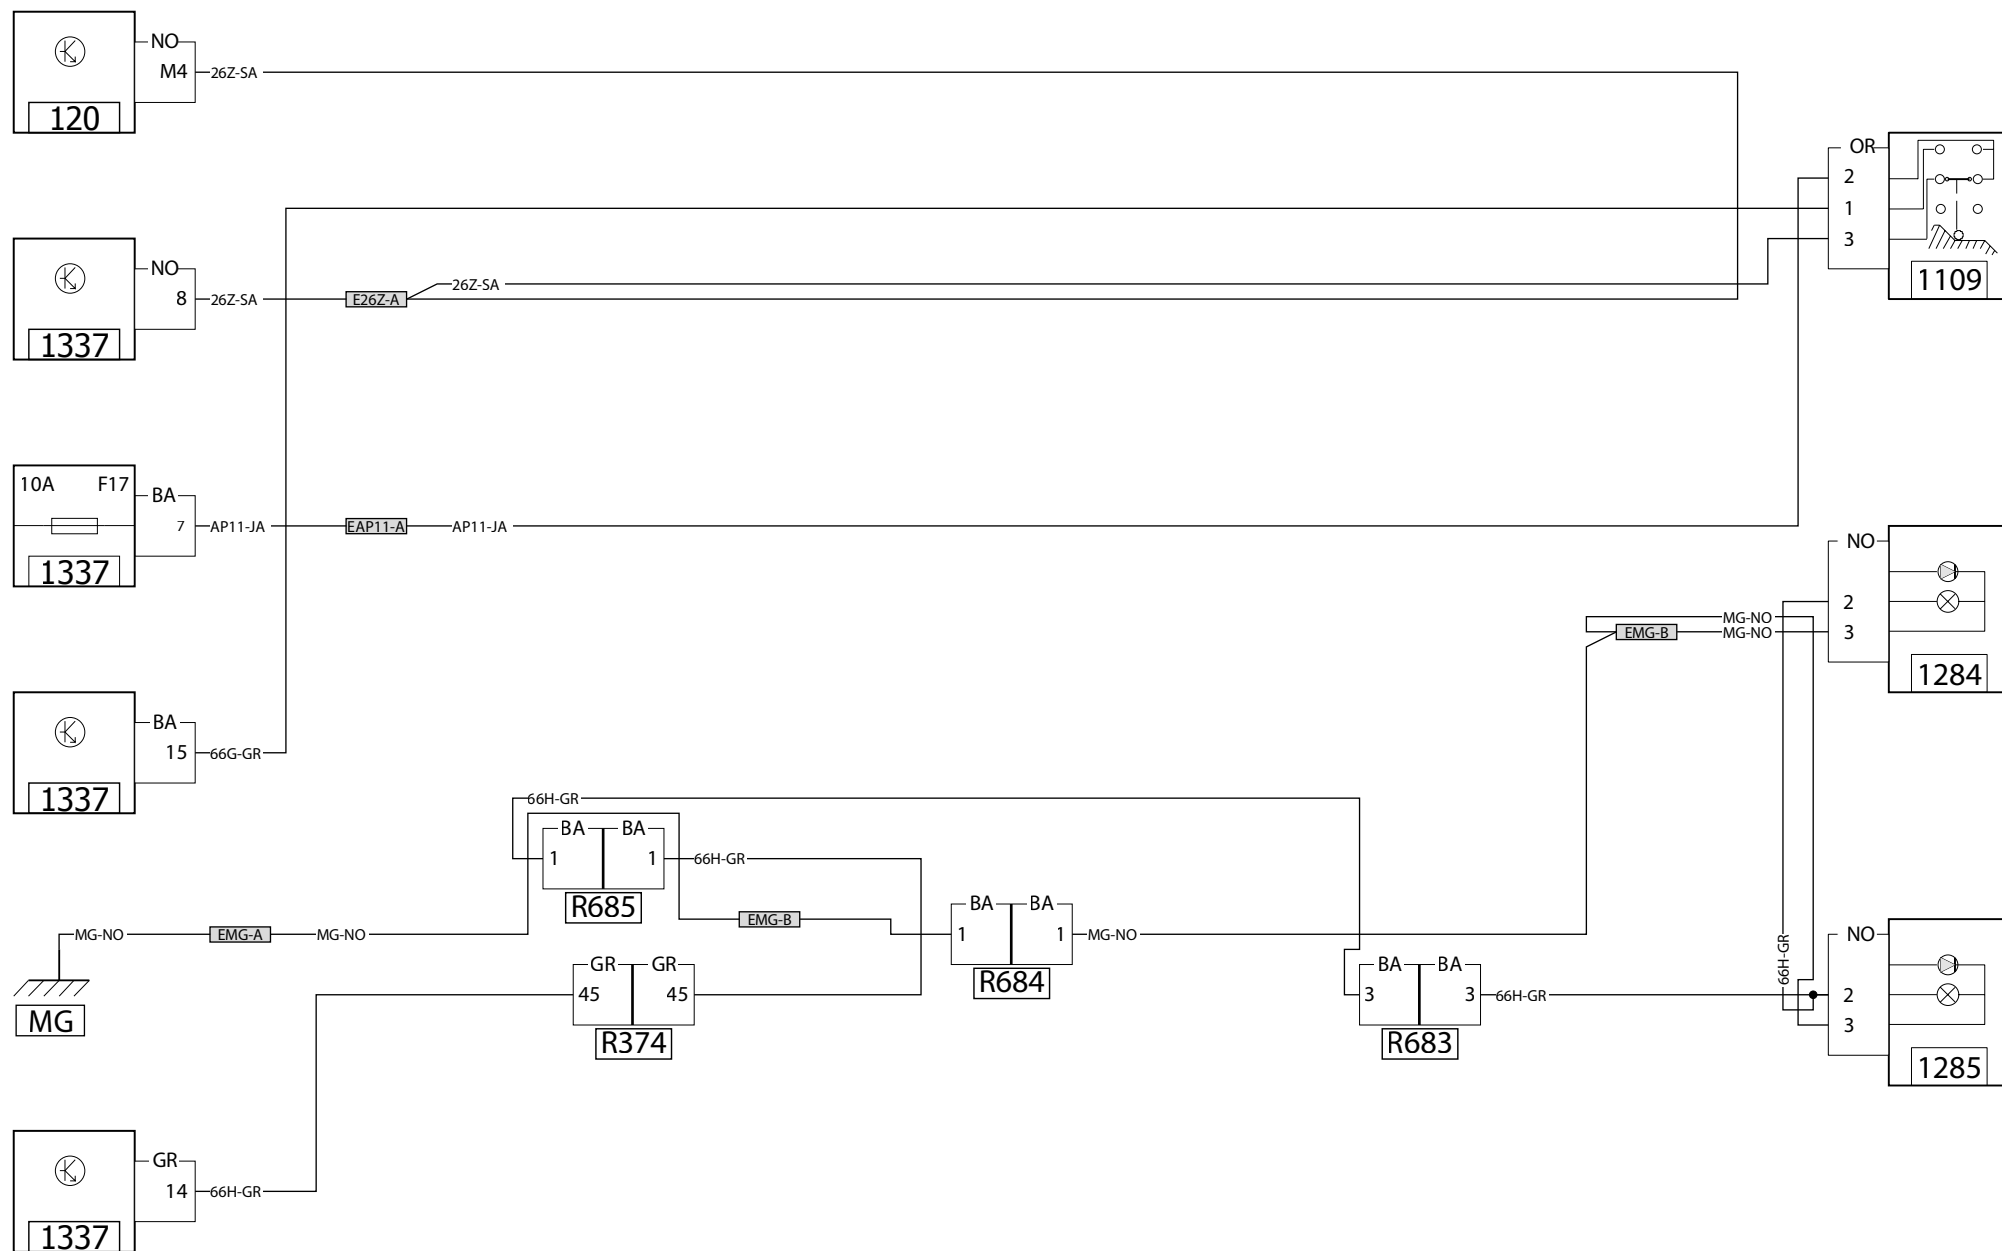 NO
M4 26Z-SA
120
OR
2
1
3
1109
NO
8 26Z-SA E26Z-A 26Z-SA
1337
10A F17 BA
7 AP11-JA EAP11-A AP11-JA
1337
NO
2
3
MG-NO
EMG-B MG-NO
1284
BA
15 66G-GR
1337
66H-GR
BA BA
1 1 66H-GR
R685
EMG-B
MG-NO EMG-A MG-NO
MG
BA BA
1 1 MG-NO
R684
GR GR
45 45
R374
BA BA
3 3 66H-GR
R683
66H-GR
NO
2
3
1285
GR
14 66H-GR
1337